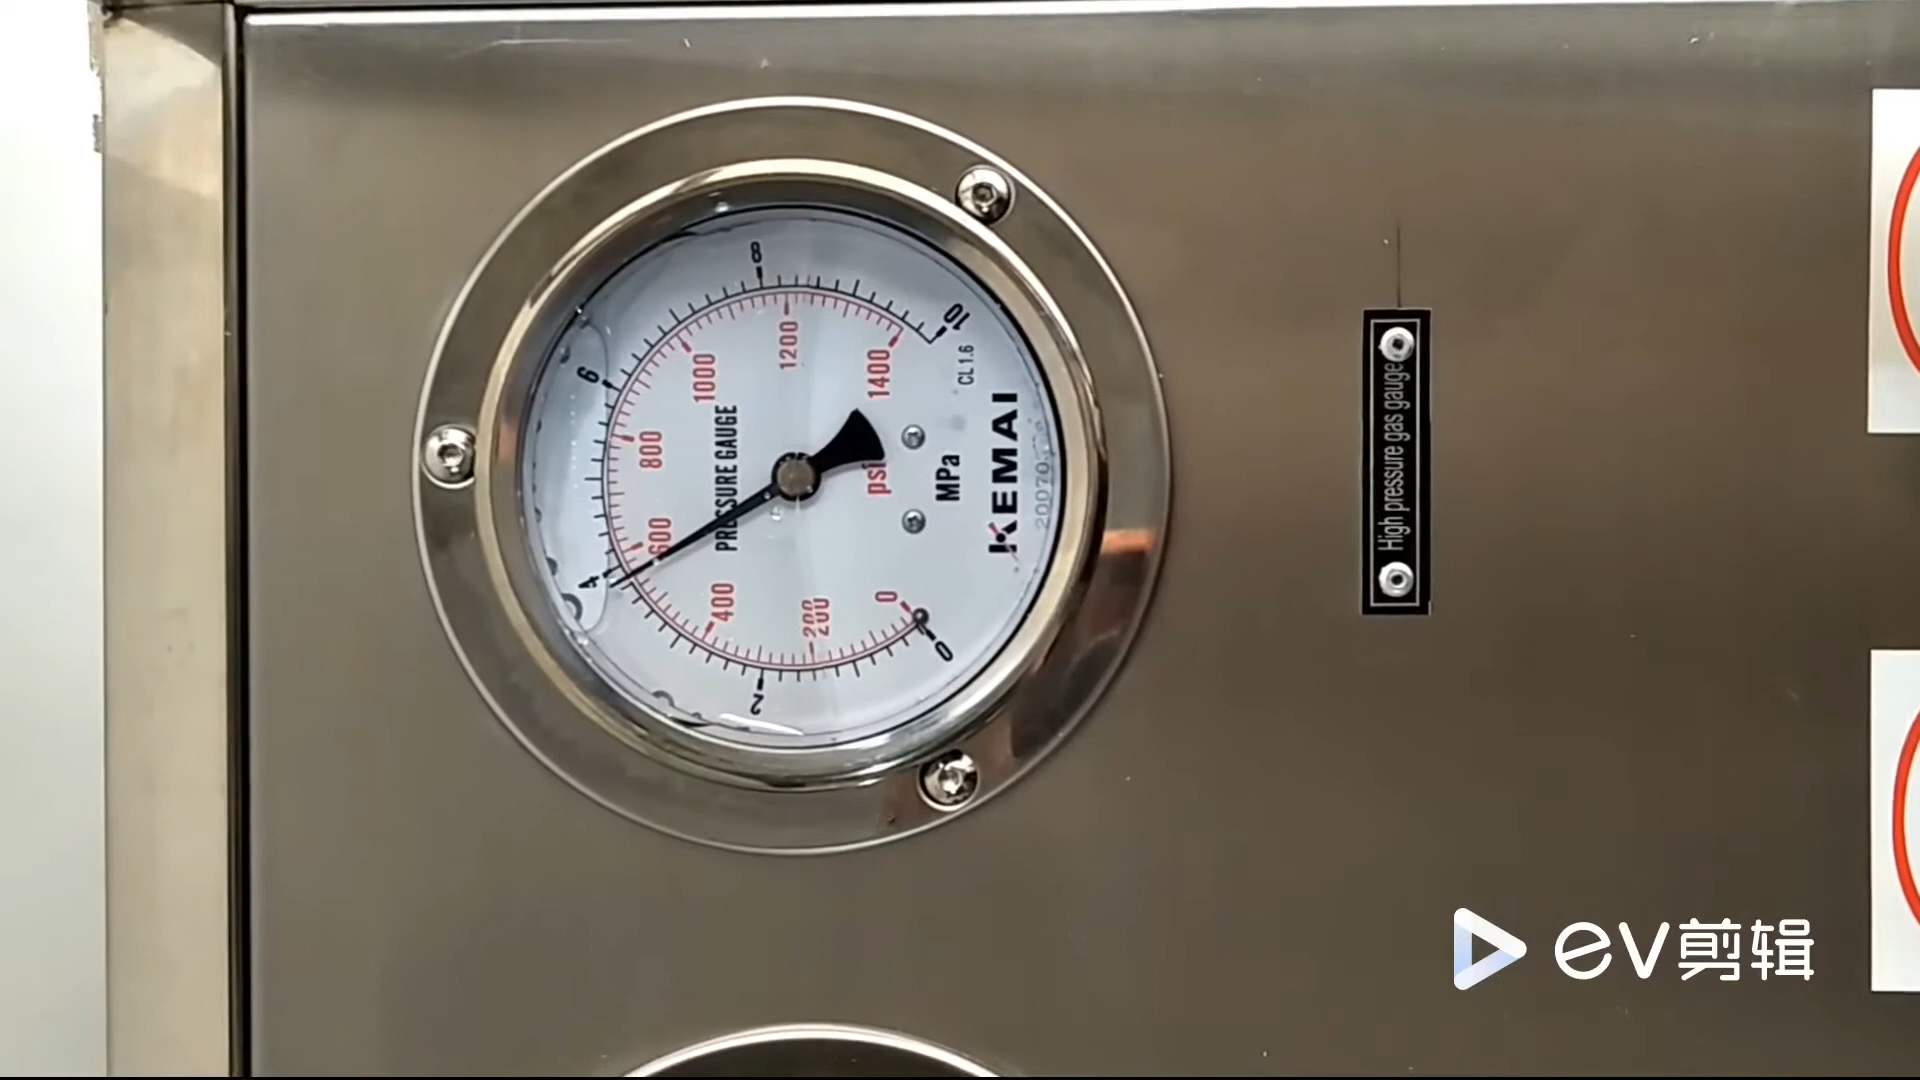 0
2
4
6
8
10
0
200
400
600
800
1000
1200
1400
PRESSURE GAUGE
psi
MPa
CL 1.6
KEMAI
High pressure gas gauge
ev剪辑